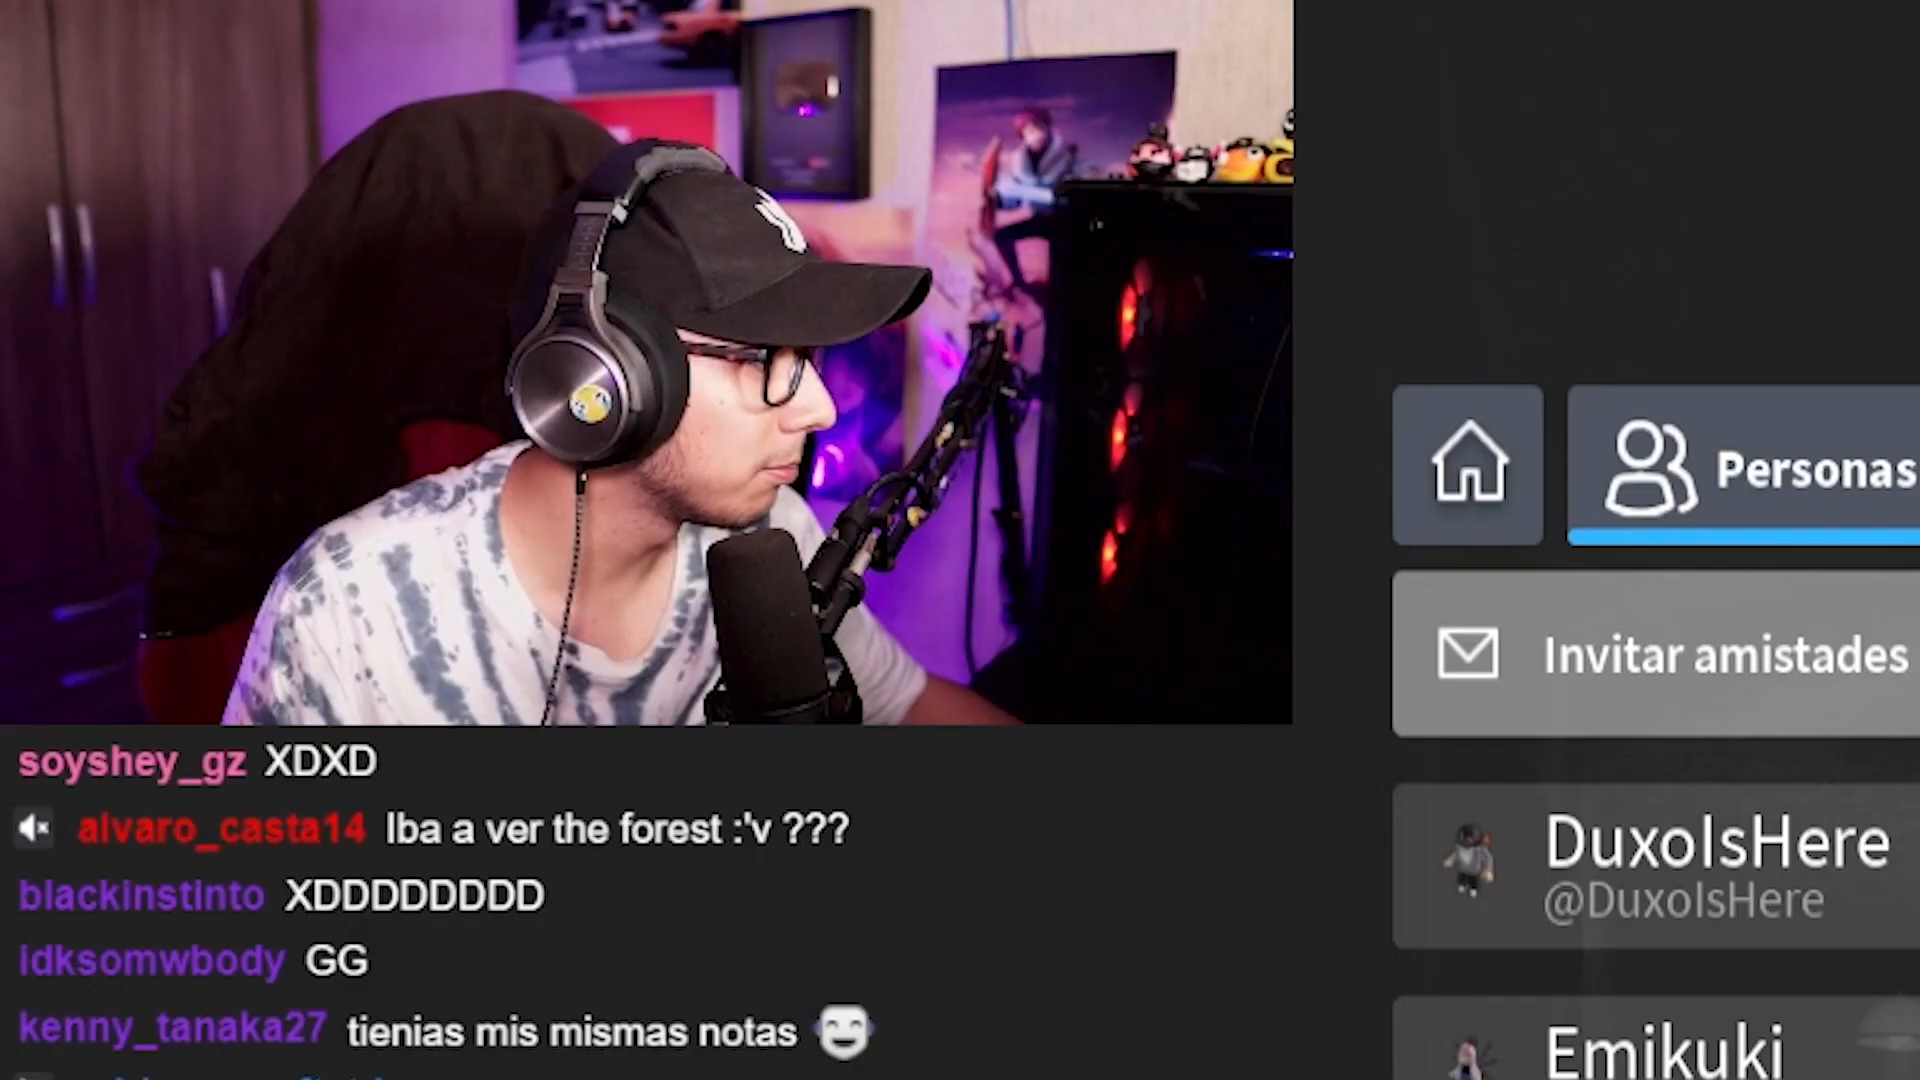 soyshey_gz XDXD
alvaro_casta14 Iba a ver the forest :'v ???
blackinstinto XDDDDDDDD
idksomwbody GG
kenny_tanaka27 tienias mis mismas notas
Personas
Invitar amistades
DuxoIsHere
@DuxoIsHere
Emikuki